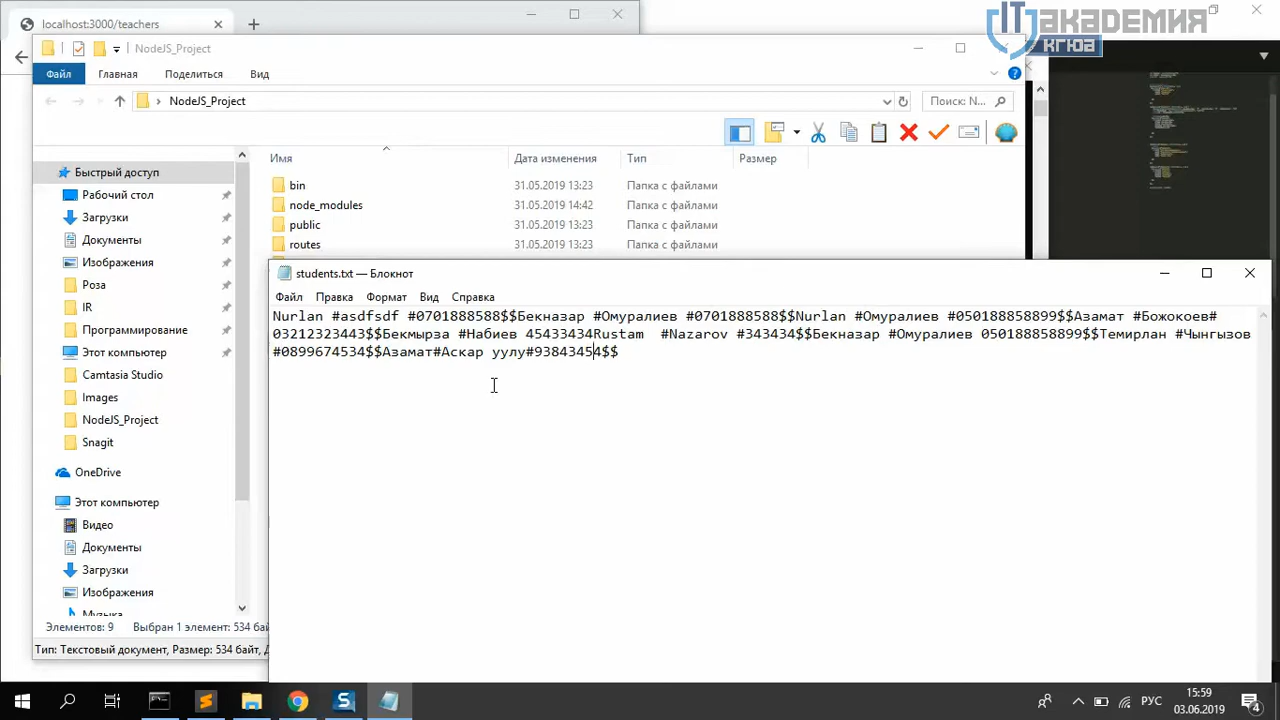 localhost:3000/teachers
ITакадемия
КГЮА
NodeJS_Project
Файл Главная Поделиться Вид
NodeJS_Project
Поиск: N...
Имя Дата изменения Тип Размер
Быстрый доступ
Рабочий стол
Загрузки
Документы
Изображения
Роза
IR
Программирование
Этот компьютер
Camtasia Studio
Images
NodeJS_Project
Snagit
OneDrive
Этот компьютер
Видео
Документы
Загрузки
Изображения
Музыка
bin 31.05.2019 13:23 Папка с файлами
node_modules 31.05.2019 14:42 Папка с файлами
public 31.05.2019 13:23 Папка с файлами
routes 31.05.2019 13:23 Папка с файлами
Элементов: 9 Выбран 1 элемент: 534 бай
Тип: Текстовый документ, Размер: 534 байт, Д
students.txt — Блокнот
Файл Правка Формат Вид Справка
Nurlan #asdfsdf #0701888588$$Бекназар #Омуралиев #0701888588$$Nurlan #Омуралиев #050188858899$$Азамат #Божокоев#
03212323443$$Бекмырза #Набиев 45433434Rustam  #Nazarov #343434$$Бекназар #Омуралиев 050188858899$$Темирлан #Чынгызов
#0899674534$$Азамат#Аскар уулу#93843454$$
РУС
15:59
03.06.2019
4